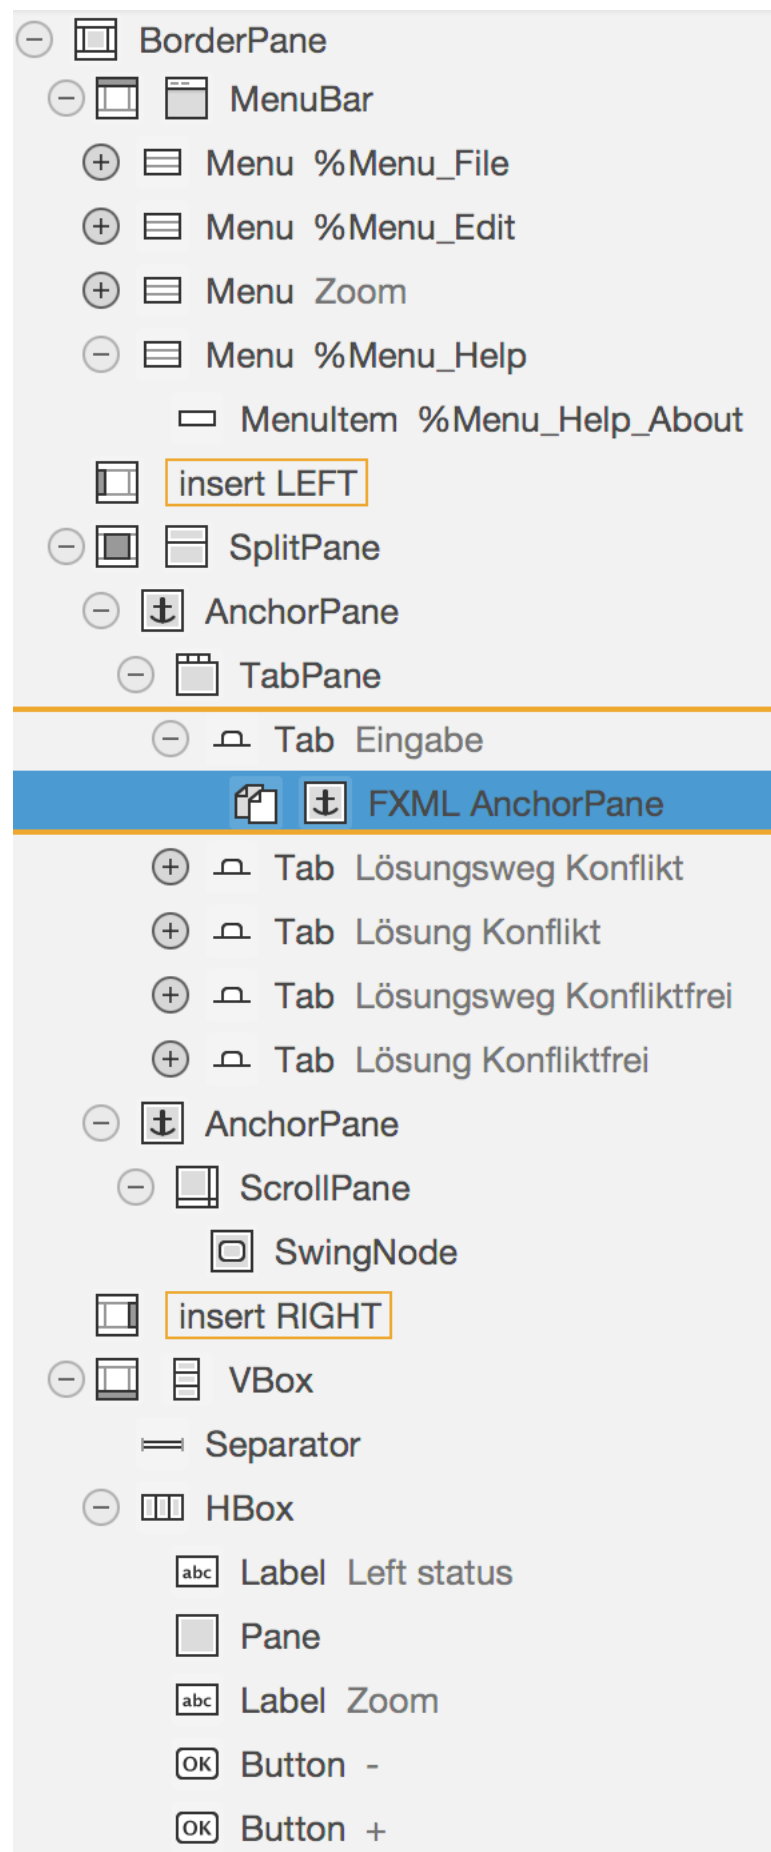 BorderPane
MenuBar
Menu %Menu_File
Menu %Menu_Edit
Menu Zoom
Menu %Menu_Help
MenuItem %Menu_Help_About
insert LEFT
SplitPane
AnchorPane
TabPane
Tab Eingabe
FXML AnchorPane
Tab Lösungsweg Konflikt
Tab Lösung Konflikt
Tab Lösungsweg Konfliktfrei
Tab Lösung Konfliktfrei
AnchorPane
ScrollPane
SwingNode
insert RIGHT
VBox
Separator
HBox
abc Label Left status
Pane
abc Label Zoom
OK Button -
OK Button +